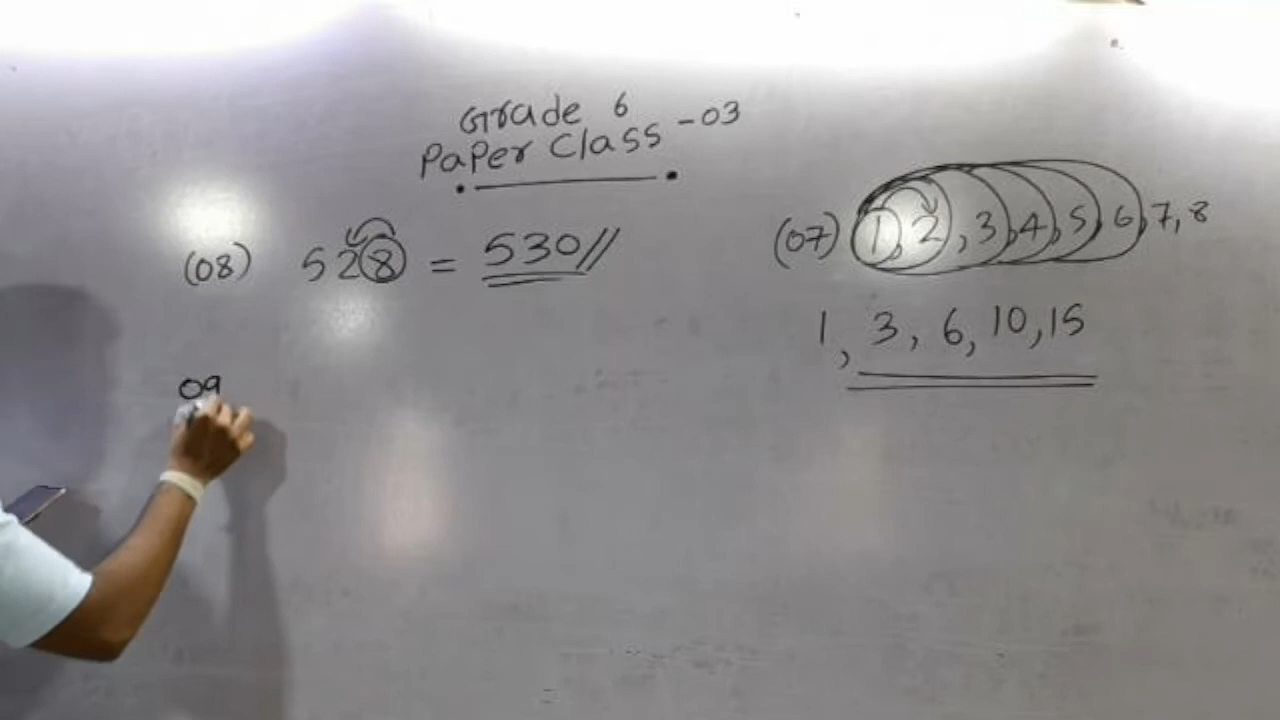 Grade 6
Paper Class -03
(08) 528 = 530//
(07) 1, 2, 3, 4, 5, 6, 7, 8
1, 3, 6, 10, 15
09